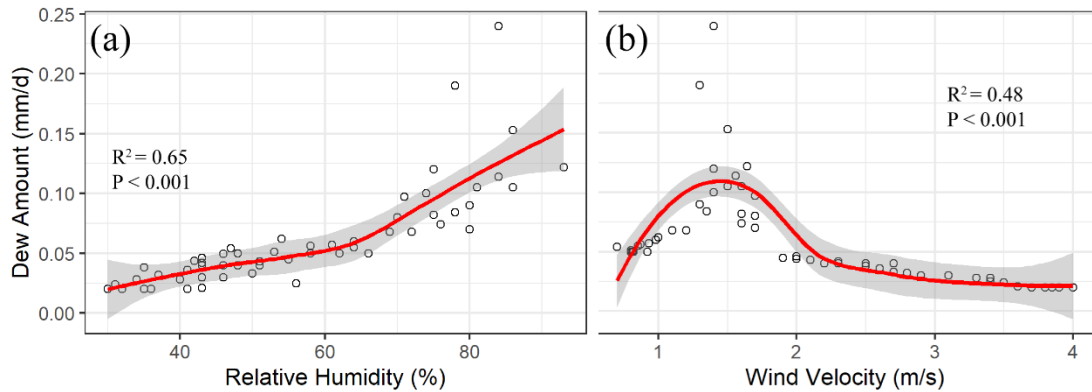 (a)
(b)
Dew Amount (mm/d)
0.25
0.20
0.15
0.10
0.05
0.00
R² = 0.65
P < 0.001
R² = 0.48
P < 0.001
40 60 80
1 2 3 4
Relative Humidity (%)
Wind Velocity (m/s)